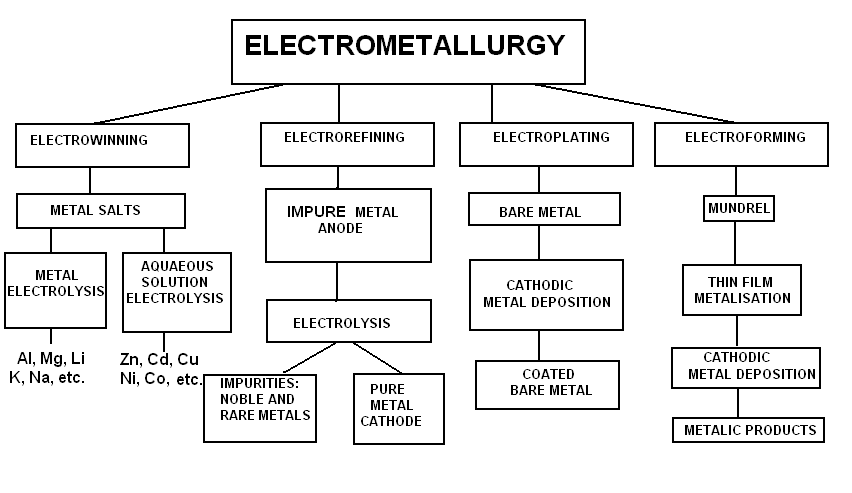 ELECTROMETALLURGY
ELECTROWINNING
ELECTROREFINING
ELECTROPLATING
ELECTROFORMING
METAL SALTS
IMPURE METAL
ANODE
BARE METAL
MUNDREL
METAL
ELECTROLYSIS
AQUAEOUS
SOLUTION
ELECTROLYSIS
CATHODIC
METAL DEPOSITION
THIN FILM
METALISATION
ELECTROLYSIS
Al, Mg, Li
K, Na, etc.
Zn, Cd, Cu
Ni, Co, etc.
IMPURITIES:
NOBLE AND
RARE METALS
PURE
METAL
CATHODE
COATED
BARE METAL
CATHODIC
METAL DEPOSITION
METALIC PRODUCTS